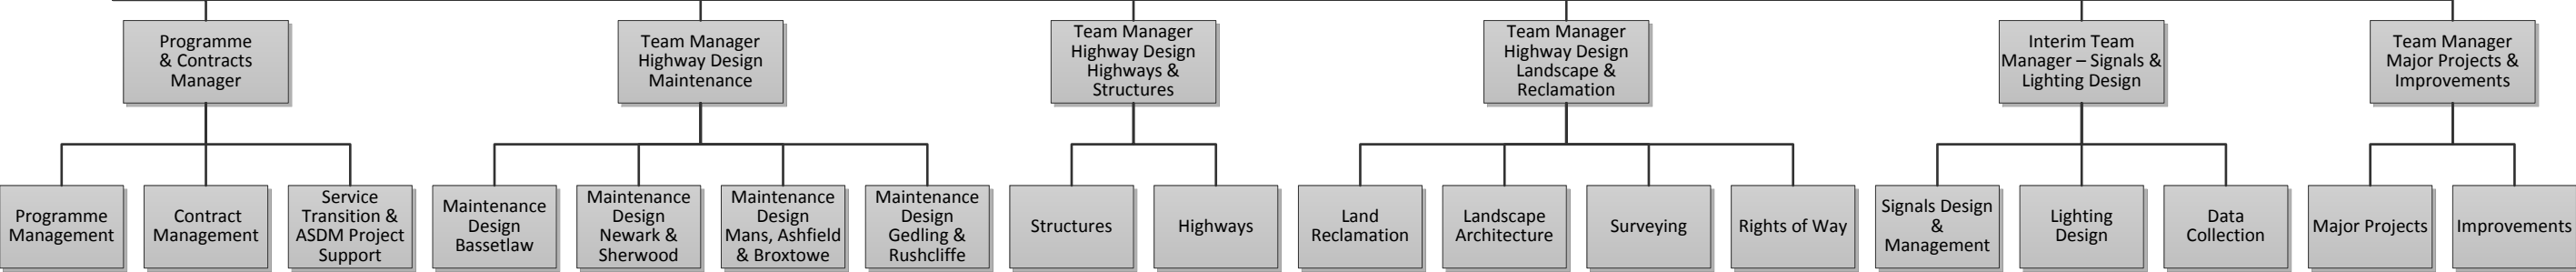 Programme
& Contracts
Manager
Team Manager
Highway Design
Maintenance
Team Manager
Highway Design
Highways &
Structures
Team Manager
Highway Design
Landscape &
Reclamation
Interim Team
Manager – Signals &
Lighting Design
Team Manager
Major Projects &
Improvements
Programme
Management
Contract
Management
Service
Transition &
ASDM Project
Support
Maintenance
Design
Bassetlaw
Maintenance
Design
Newark &
Sherwood
Maintenance
Design
Mans, Ashfield
& Broxtowe
Maintenance
Design
Gedling &
Rushcliffe
Structures
Highways
Land
Reclamation
Landscape
Architecture
Surveying
Rights of Way
Signals Design
&
Management
Lighting
Design
Data
Collection
Major Projects
Improvements